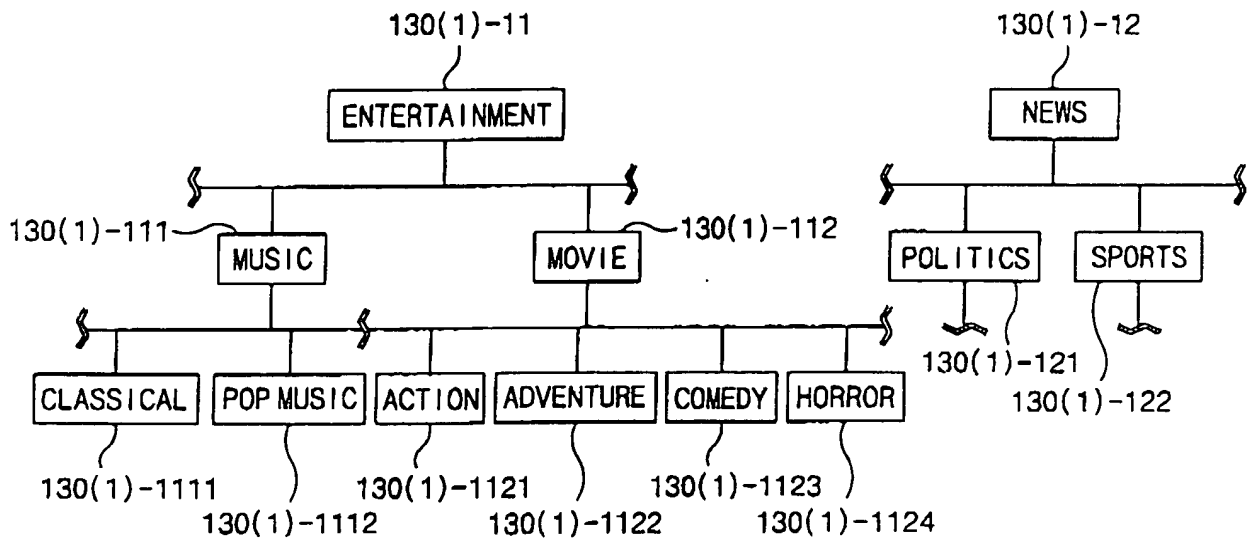 130(1)-11
130(1)-12
ENTERTAINMENT
NEWS
130(1)-111
MUSIC
MOVIE
130(1)-112
POLITICS
SPORTS
130(1)-121
130(1)-122
CLASSICAL
POP MUSIC
ACTION
ADVENTURE
COMEDY
HORROR
130(1)-1111
130(1)-1112
130(1)-1121
130(1)-1122
130(1)-1123
130(1)-1124